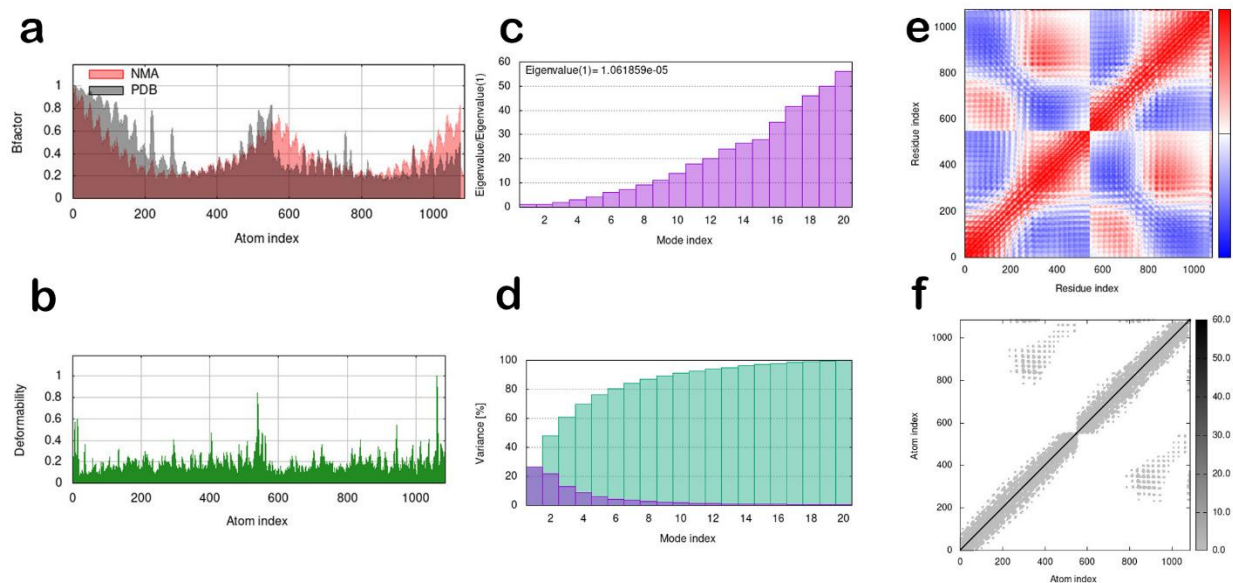 a
NMA
PDB
Bfactor
1
0.8
0.6
0.4
0.2
0 200 400 600 800 1000
Atom index
b
Deformability
1
0.8
0.6
0.4
0.2
0
0 200 400 600 800 1000
Atom index
c
Eigenvalue(1)= 1.061859e-05
Eigenvalue/Eigenvalue(1)
60
50
40
30
20
10
0
2 4 6 8 10 12 14 16 18 20
Mode index
d
Variance [%]
100
80
60
40
20
0
2 4 6 8 10 12 14 16 18 20
Mode index
e
Residue index
1000
800
600
400
200
0
0 200 400 600 800 1000
Residue index
f
Atom index
1000
800
600
400
200
0
0 200 400 600 800 1000
Atom index
60.0
50.0
40.0
30.0
20.0
10.0
0.0